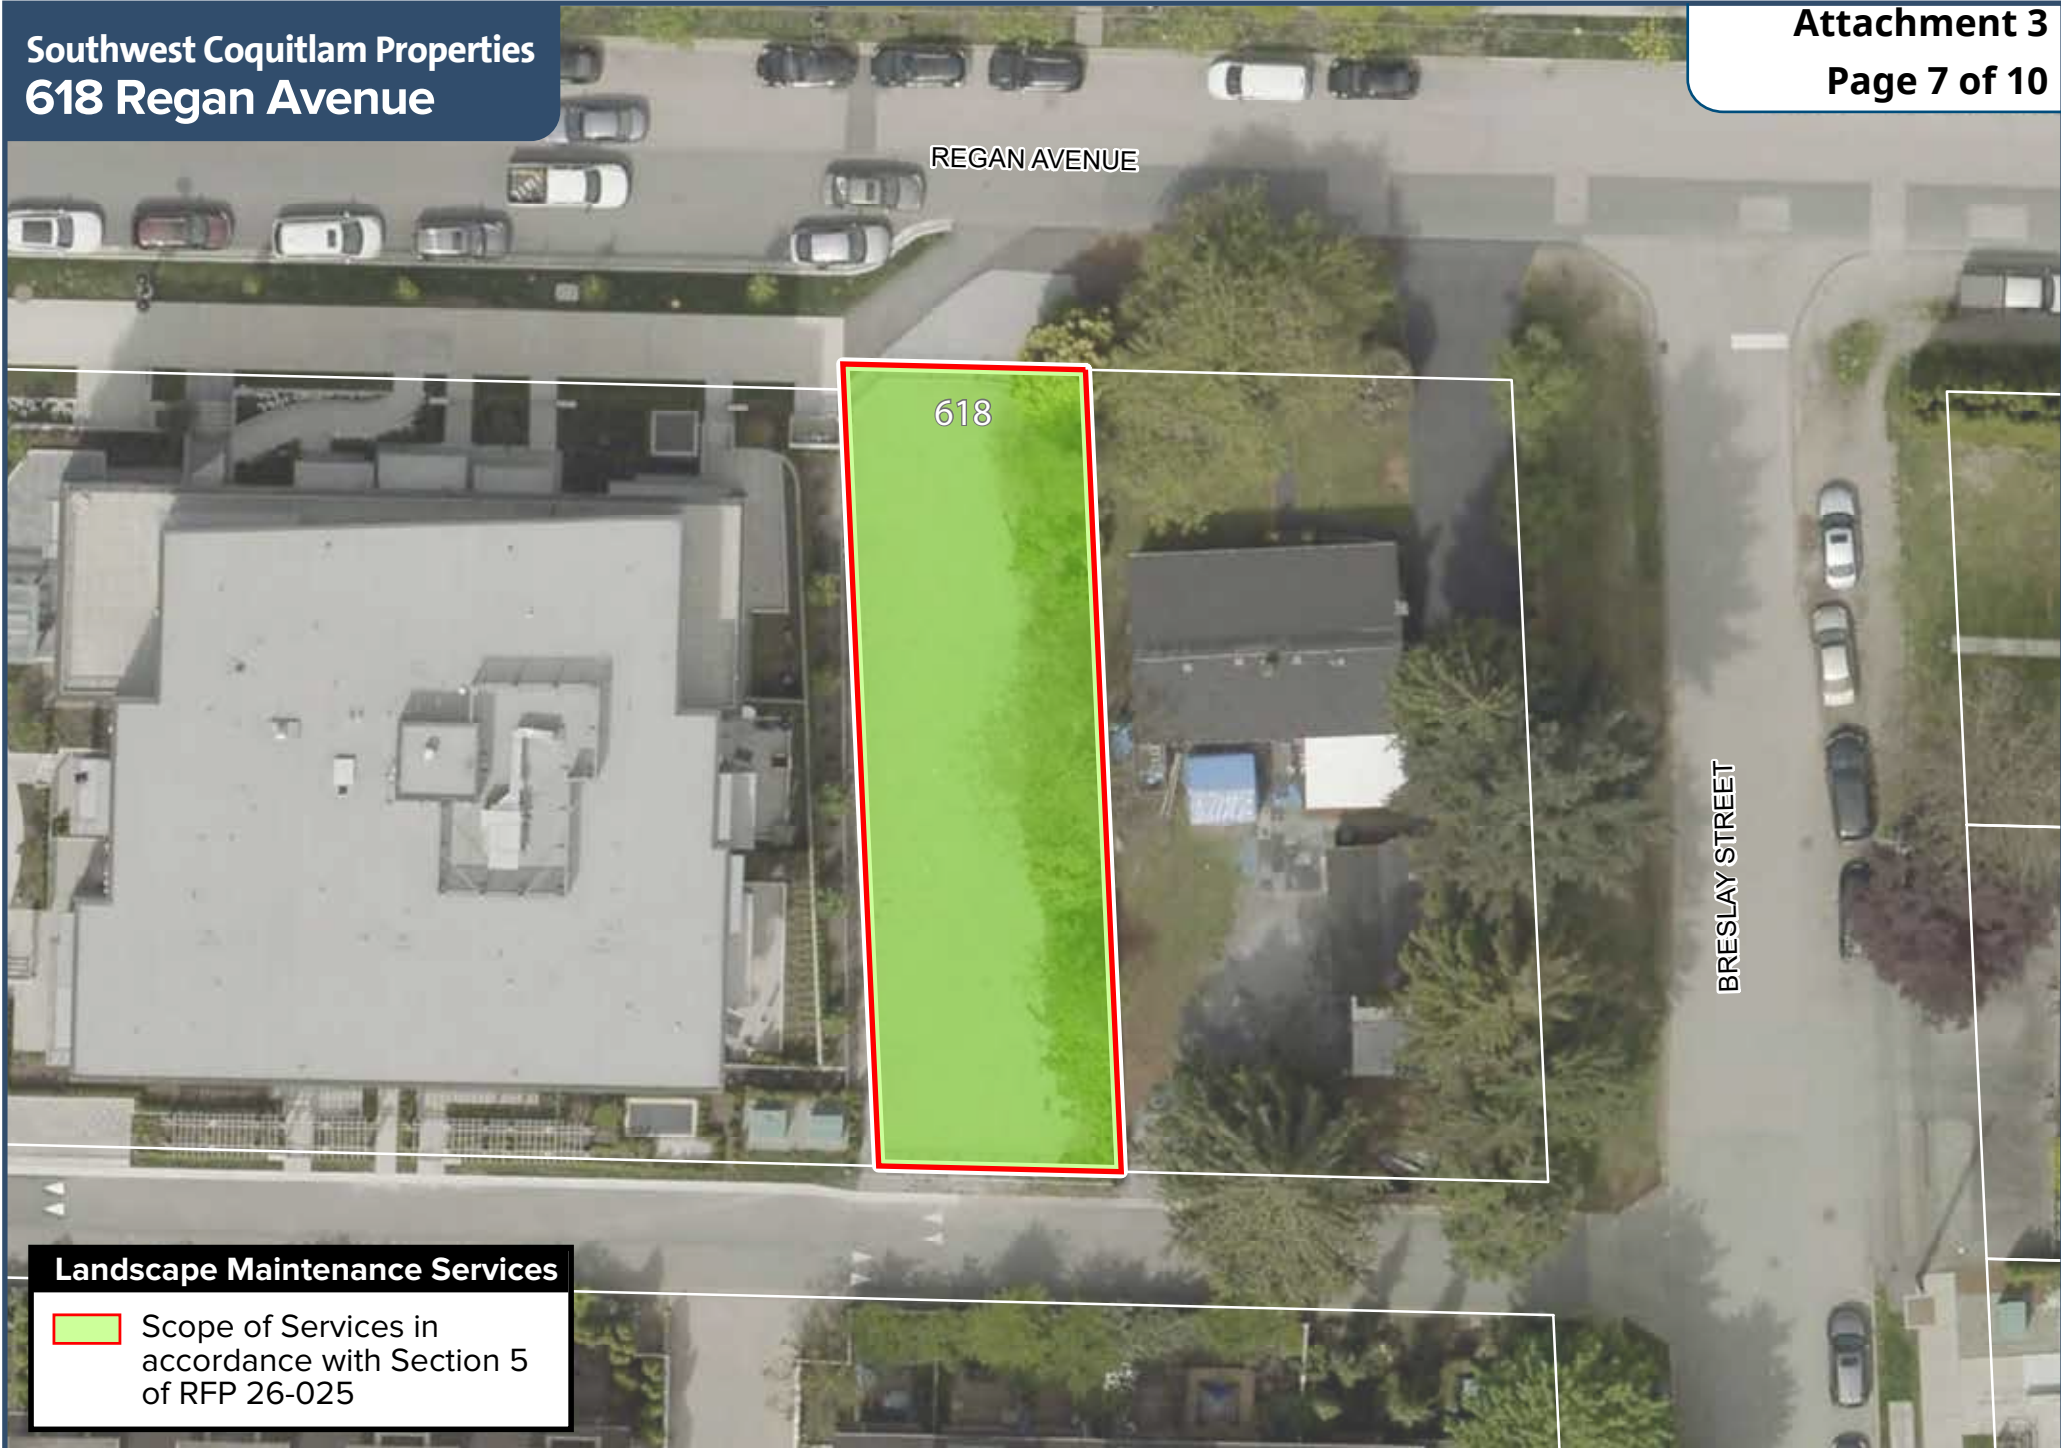 Southwest Coquitlam Properties
618 Regan Avenue
Attachment 3
Page 7 of 10
REGAN AVENUE
618
BRESLAY STREET
Landscape Maintenance Services
Scope of Services in
accordance with Section 5
of RFP 26-025